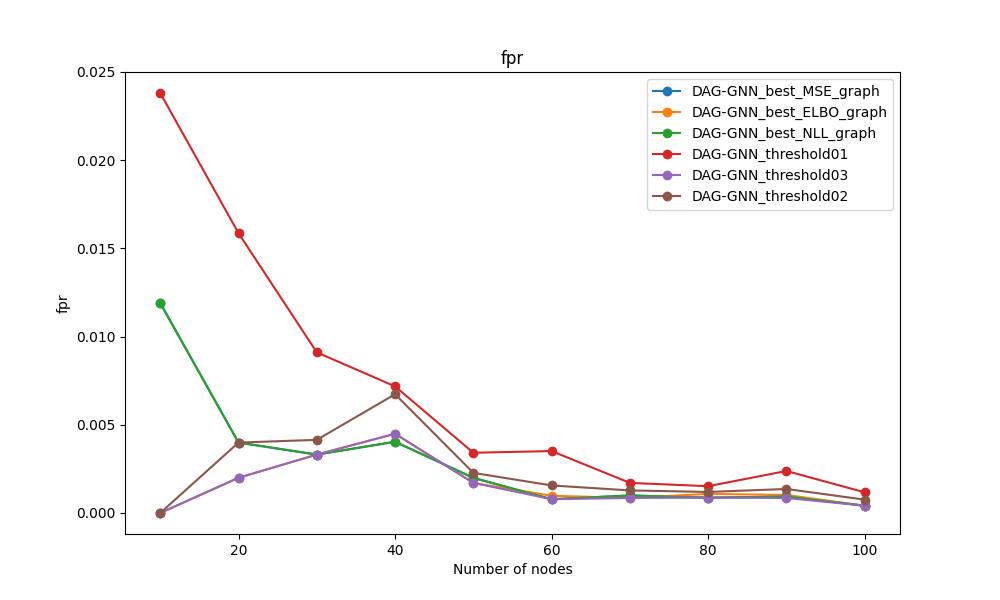 fpr
0.025
0.020
0.015
0.010
0.005
0.000
fpr
20
40
60
80
100
Number of nodes
DAG-GNN_best_MSE_graph
DAG-GNN_best_ELBO_graph
DAG-GNN_best_NLL_graph
DAG-GNN_threshold01
DAG-GNN_threshold03
DAG-GNN_threshold02